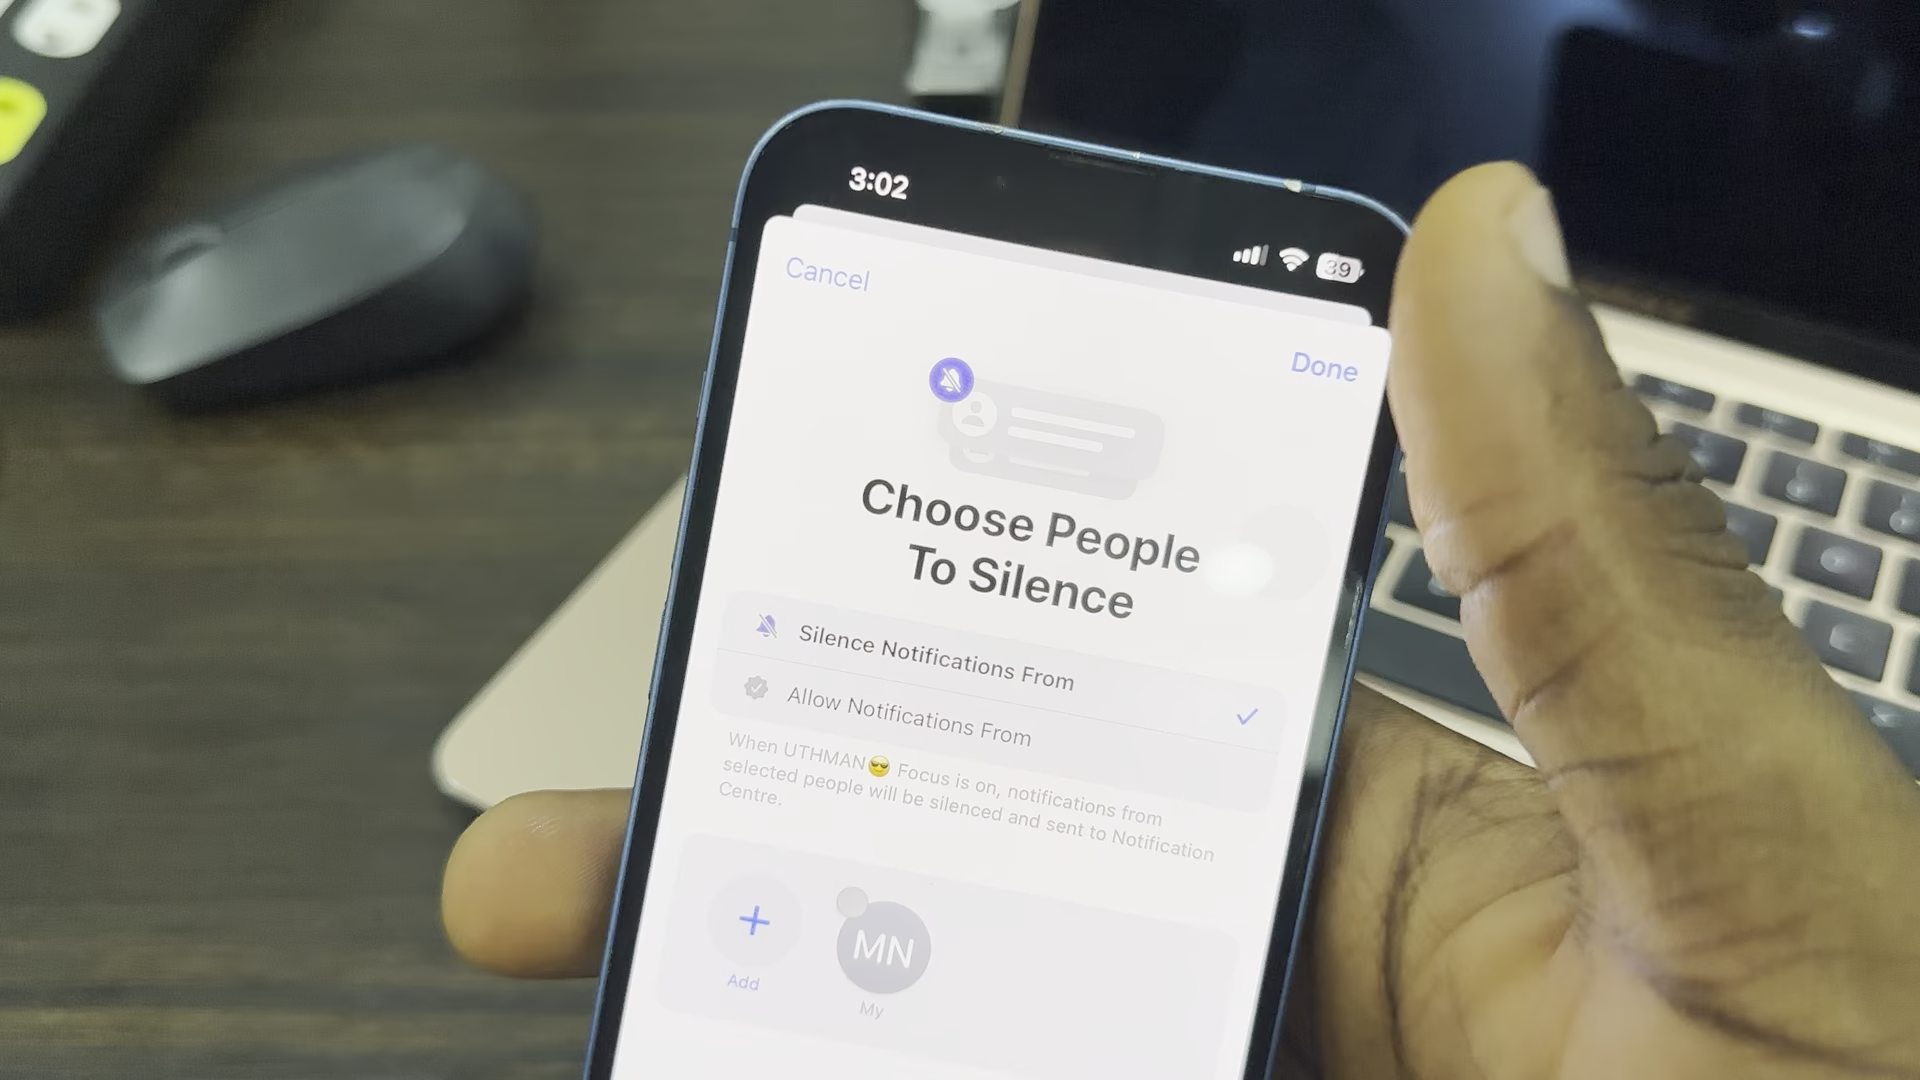 3:02
39
Cancel
Done
Choose People
To Silence
Silence Notifications From
Allow Notifications From
When UTHMAN😎 Focus is on, notifications from
selected people will be silenced and sent to Notification
Centre.
MN
Add
My